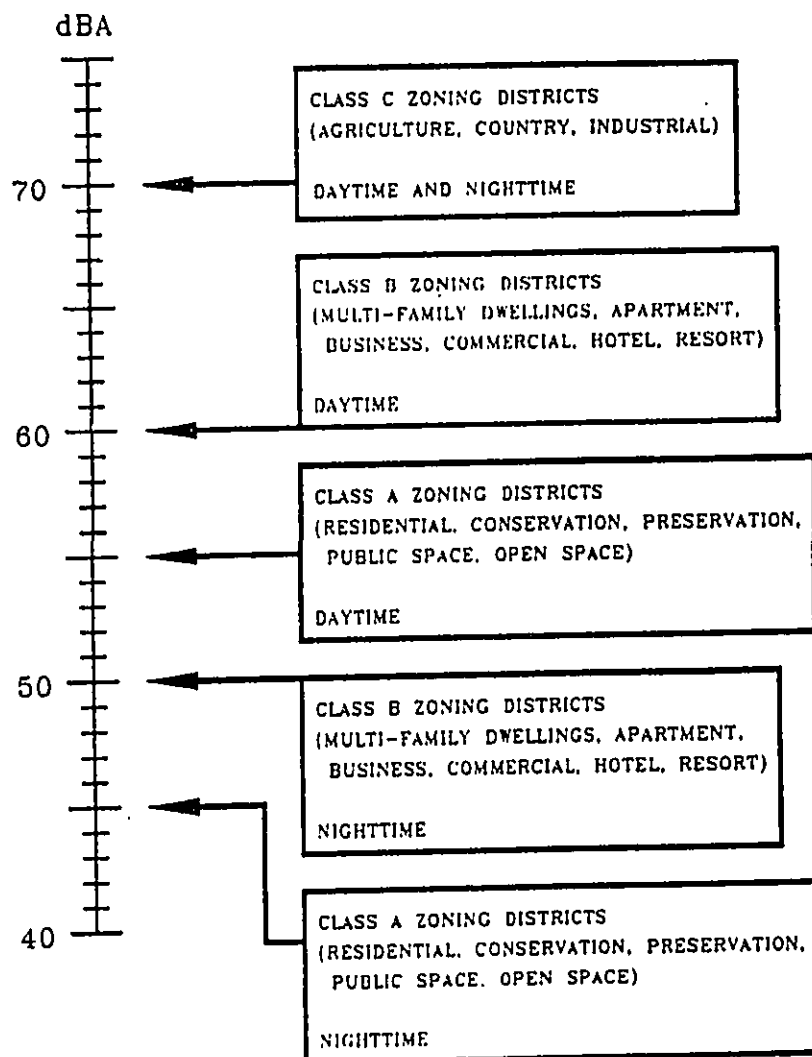 dBA
CLASS C ZONING DISTRICTS
(AGRICULTURE, COUNTRY, INDUSTRIAL)
70
DAYTIME AND NIGHTTIME
CLASS B ZONING DISTRICTS
(MULTI-FAMILY DWELLINGS, APARTMENT,
BUSINESS, COMMERCIAL, HOTEL, RESORT)
DAYTIME
60
CLASS A ZONING DISTRICTS
(RESIDENTIAL, CONSERVATION, PRESERVATION,
PUBLIC SPACE, OPEN SPACE)
DAYTIME
50
CLASS B ZONING DISTRICTS
(MULTI-FAMILY DWELLINGS, APARTMENT,
BUSINESS, COMMERCIAL, HOTEL, RESORT)
NIGHTTIME
40
CLASS A ZONING DISTRICTS
(RESIDENTIAL, CONSERVATION, PRESERVATION,
PUBLIC SPACE, OPEN SPACE)
NIGHTTIME